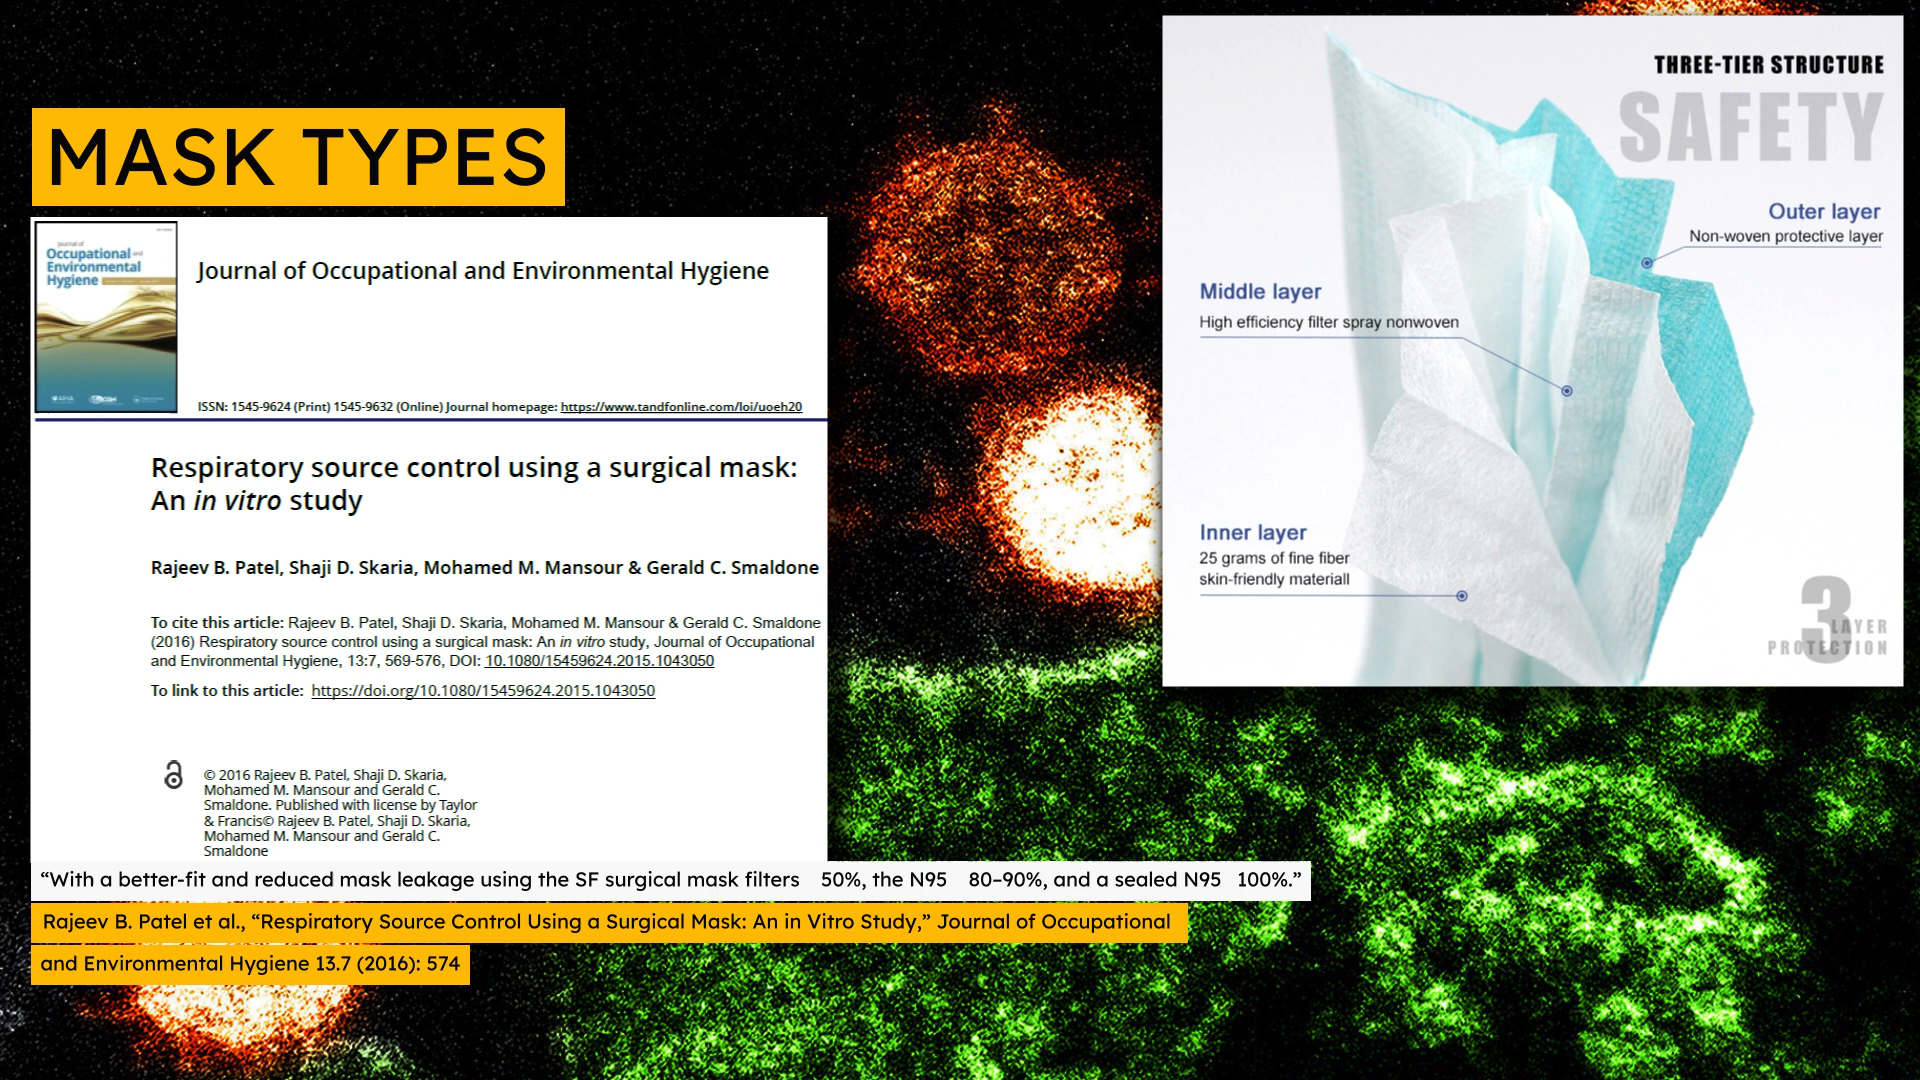 MASK TYPES
Journal of
Occupational and
Environmental
Hygiene
Journal of Occupational and Environmental Hygiene
ISSN: 1545-9624 (Print) 1545-9632 (Online) Journal homepage: https://www.tandfonline.com/loi/uoeh20
Respiratory source control using a surgical mask:
An in vitro study
Rajeev B. Patel, Shaji D. Skaria, Mohamed M. Mansour & Gerald C. Smaldone
To cite this article: Rajeev B. Patel, Shaji D. Skaria, Mohamed M. Mansour & Gerald C. Smaldone
(2016) Respiratory source control using a surgical mask: An in vitro study, Journal of Occupational
and Environmental Hygiene, 13:7, 569-576, DOI: 10.1080/15459624.2015.1043050
To link to this article: https://doi.org/10.1080/15459624.2015.1043050
© 2016 Rajeev B. Patel, Shaji D. Skaria,
Mohamed M. Mansour and Gerald C.
Smaldone. Published with license by Taylor
& Francis© Rajeev B. Patel, Shaji D. Skaria,
Mohamed M. Mansour and Gerald C.
Smaldone
“With a better-fit and reduced mask leakage using the SF surgical mask filters 50%, the N95 80–90%, and a sealed N95 100%.”
Rajeev B. Patel et al., “Respiratory Source Control Using a Surgical Mask: An in Vitro Study,” Journal of Occupational
and Environmental Hygiene 13.7 (2016): 574
THREE-TIER STRUCTURE
SAFETY
Outer layer
Non-woven protective layer
Middle layer
High efficiency filter spray nonwoven
Inner layer
25 grams of fine fiber
skin-friendly materiall
3 LAYER
PROTECTION